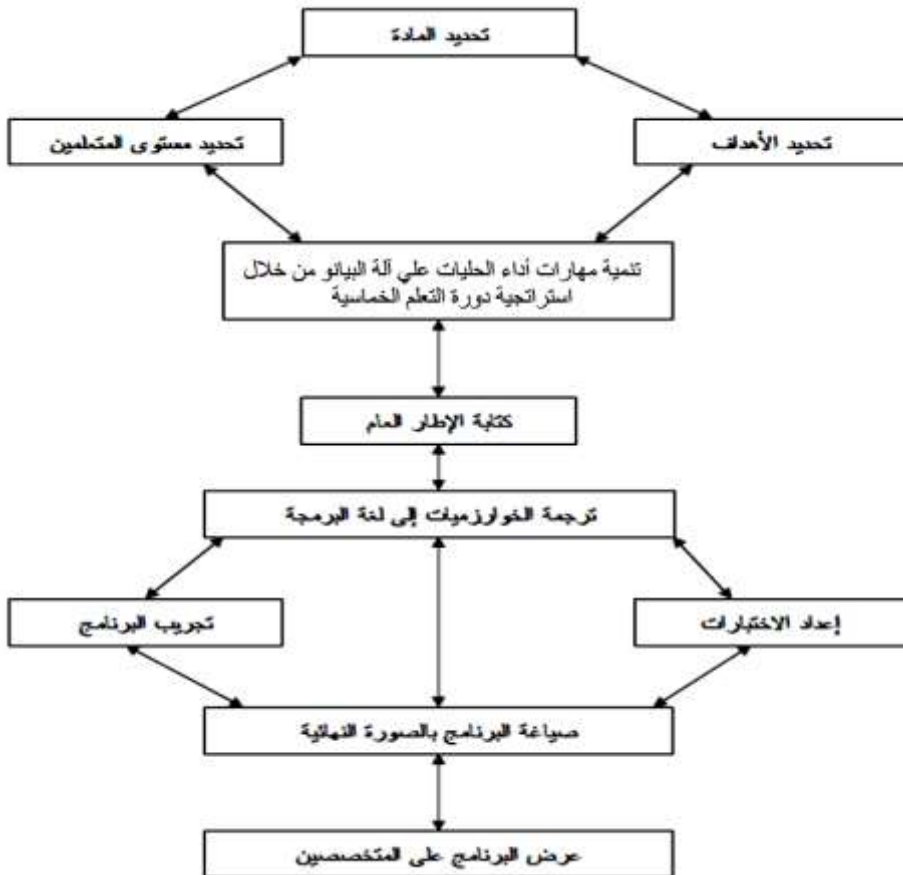 تحديد المادة
تحديد الأهداف
تحديد مستوى المتعلمين
تنمية مهارات أداء الحليات علي آلة البيانو من خلال
استراتجية دورة التعلم الخماسية
كتابة الإطار العام
ترجمة الخوارزميات إلى لغة البرمجة
إعداد الاختبارات
تجريب البرنامج
صياغة البرنامج بالصورة النهائية
عرض البرنامج على المتخصصين